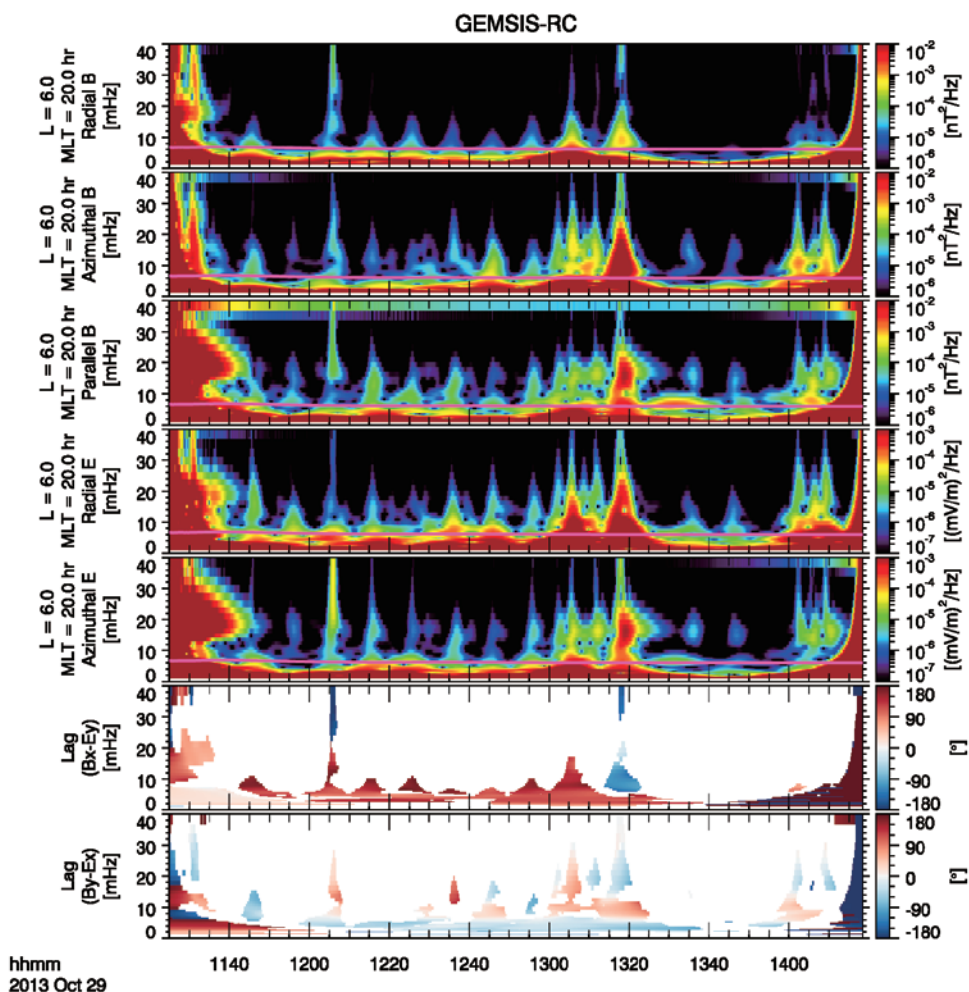 GEMSIS-RC
L = 6.0
MLT = 20.0 hr
Radial B
[mHz]
40
30
20
10
0
10⁻²
10⁻³
10⁻⁴
10⁻⁵
10⁻⁶
[nT²/Hz]
L = 6.0
MLT = 20.0 hr
Azimuthal B
[mHz]
40
30
20
10
0
10⁻²
10⁻³
10⁻⁴
10⁻⁵
10⁻⁶
[nT²/Hz]
L = 6.0
MLT = 20.0 hr
Parallel B
[mHz]
40
30
20
10
0
10⁻²
10⁻³
10⁻⁴
10⁻⁵
10⁻⁶
[nT²/Hz]
L = 6.0
MLT = 20.0 hr
Radial E
[mHz]
40
30
20
10
0
10⁻³
10⁻⁴
10⁻⁵
10⁻⁶
10⁻⁷
[(mV/m)²/Hz]
L = 6.0
MLT = 20.0 hr
Azimuthal E
[mHz]
40
30
20
10
0
10⁻³
10⁻⁴
10⁻⁵
10⁻⁶
10⁻⁷
[(mV/m)²/Hz]
Lag
(Bx-Ey)
[mHz]
40
30
20
10
0
180
90
0
-90
-180
[°]
Lag
(By-Ex)
[mHz]
40
30
20
10
0
180
90
0
-90
-180
[°]
hhmm 1140 1200 1220 1240 1300 1320 1400
2013 Oct 29